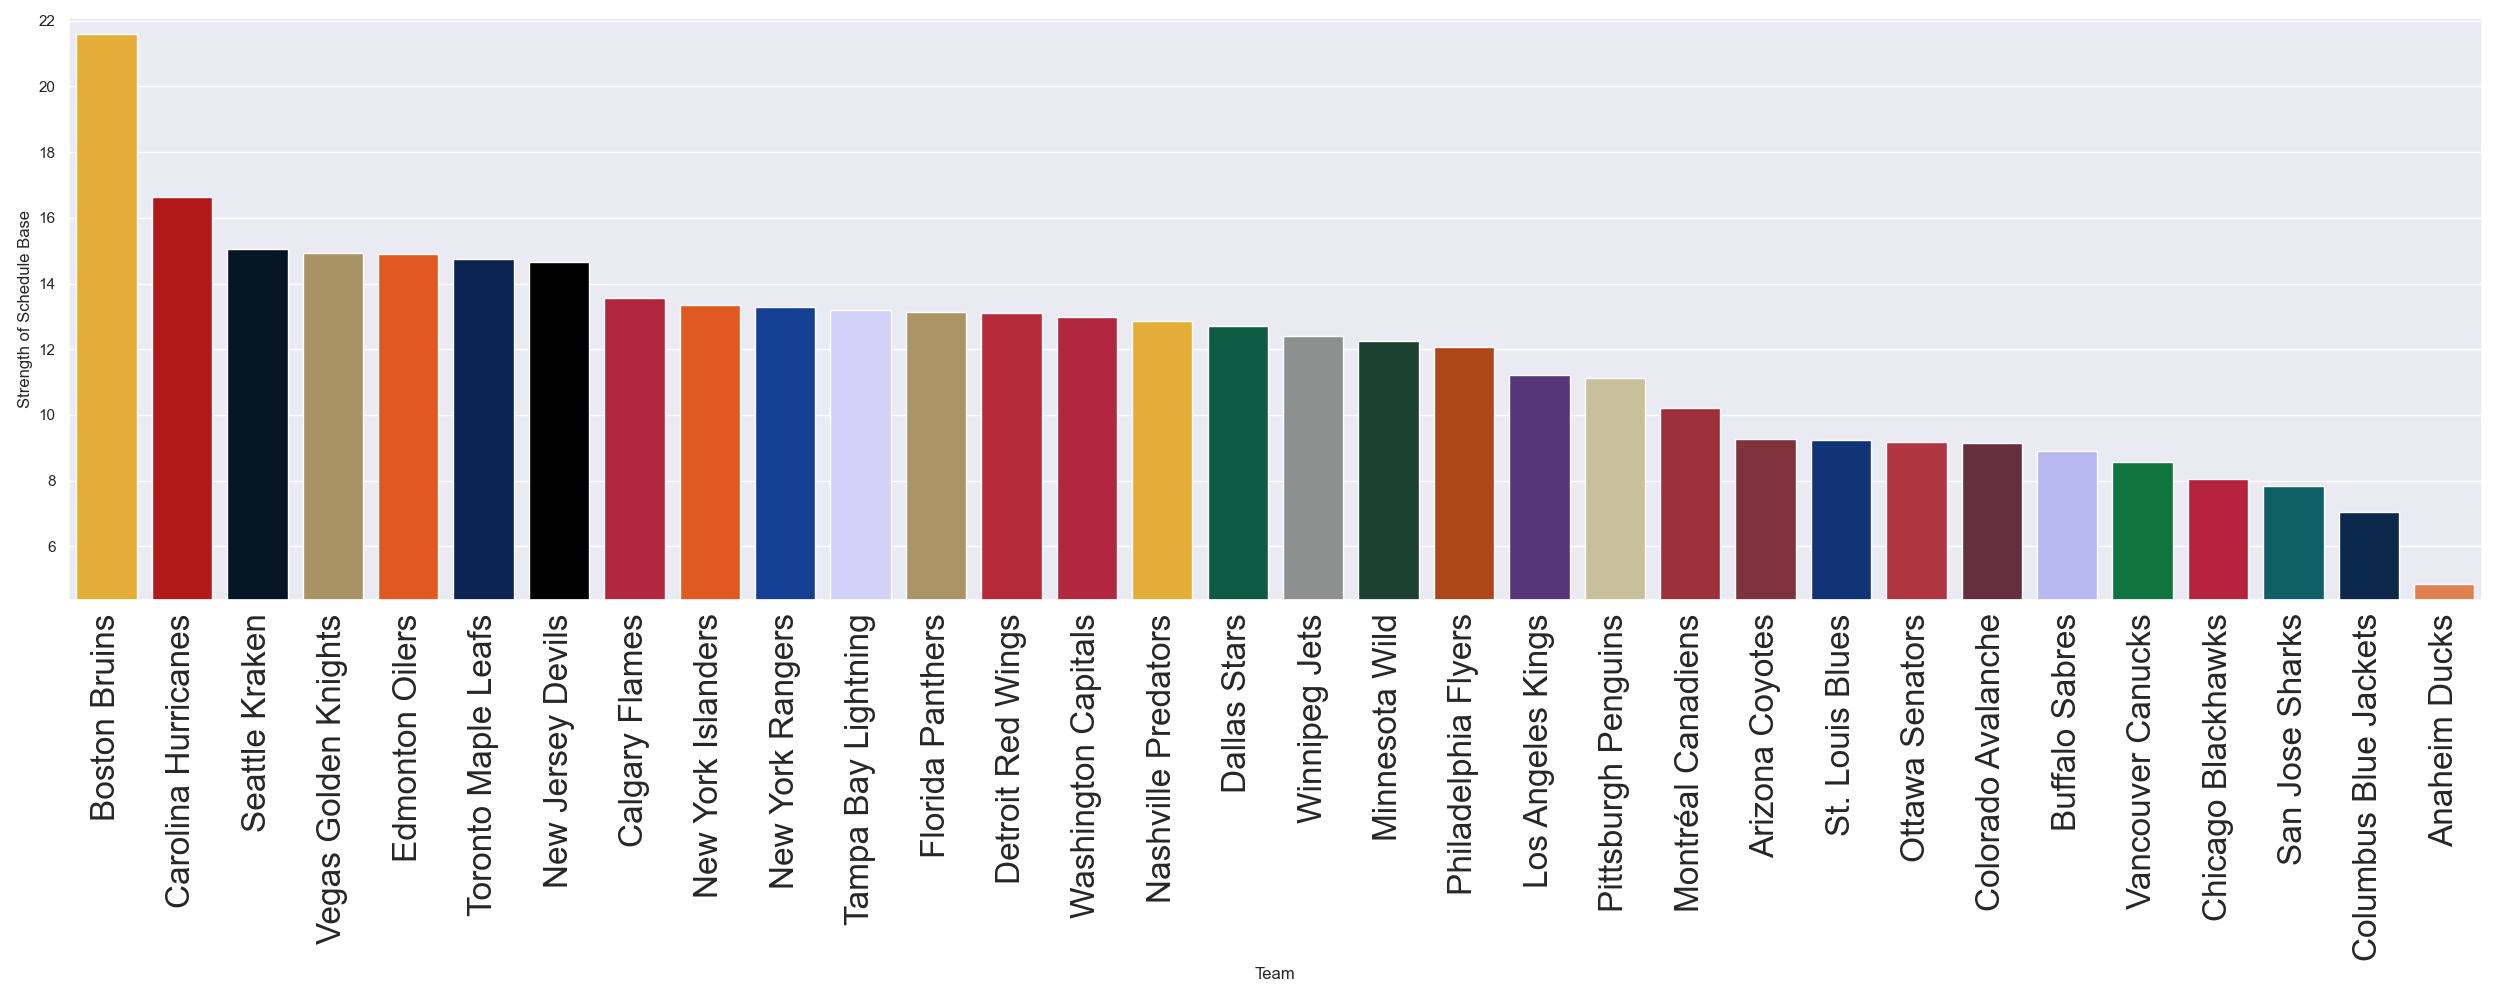 22
20
18
16
14
12
10
8
6
Strength of Schedule Base
Boston Bruins
Carolina Hurricanes
Seattle Kraken
Vegas Golden Knights
Edmonton Oilers
Toronto Maple Leafs
New Jersey Devils
Calgary Flames
New York Islanders
New York Rangers
Tampa Bay Lightning
Florida Panthers
Detroit Red Wings
Washington Capitals
Nashville Predators
Dallas Stars
Winnipeg Jets
Minnesota Wild
Philadelphia Flyers
Los Angeles Kings
Pittsburgh Penguins
Montréal Canadiens
Arizona Coyotes
St. Louis Blues
Ottawa Senators
Colorado Avalanche
Buffalo Sabres
Vancouver Canucks
Chicago Blackhawks
San Jose Sharks
Columbus Blue Jackets
Anaheim Ducks
Team